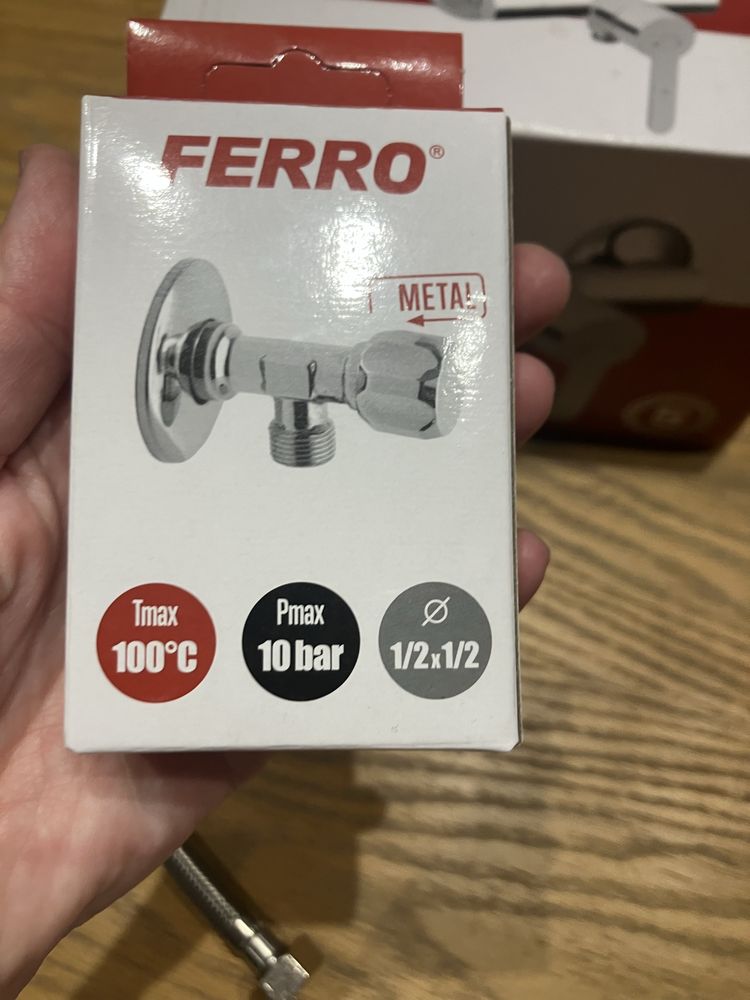 FERRO®
METAL
Tmax
100°C
Pmax
10 bar
Ø
1/2x1/2